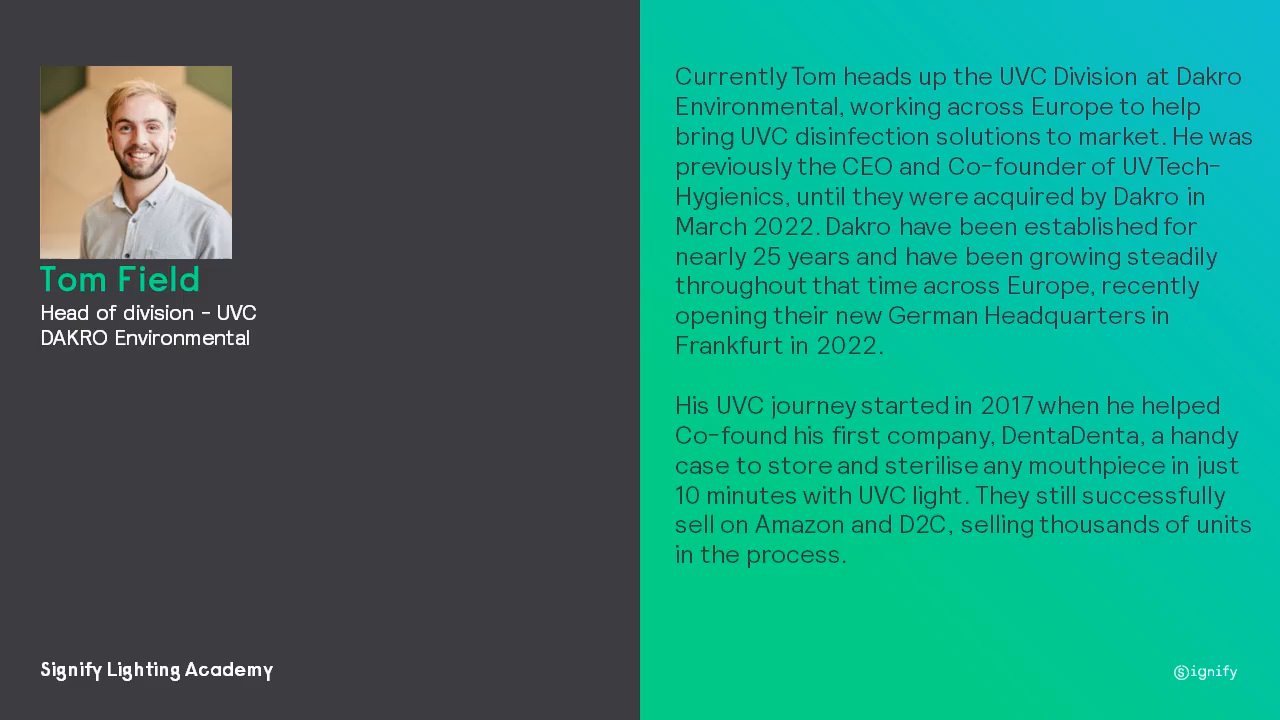 Tom Field
Head of division - UVC
DAKRO Environmental
Signify Lighting Academy
Currently Tom heads up the UVC Division at Dakro
Environmental, working across Europe to help
bring UVC disinfection solutions to market. He was
previously the CEO and Co-founder of UV Tech-
Hygienics, until they were acquired by Dakro in
March 2022. Dakro have been established for
nearly 25 years and have been growing steadily
throughout that time across Europe, recently
opening their new German Headquarters in
Frankfurt in 2022.
His UVC journey started in 2017 when he helped
Co-found his first company, DentaDenta, a handy
case to store and sterilise any mouthpiece in just
10 minutes with UVC light. They still successfully
sell on Amazon and D2C, selling thousands of units
in the process.
Signify